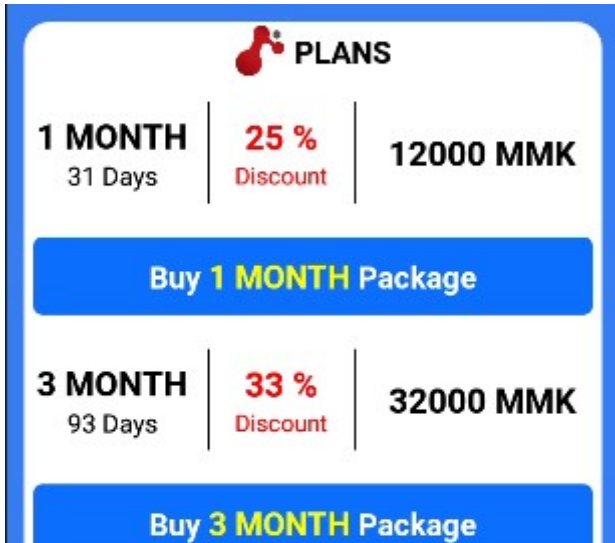 PLANS
1 MONTH
31 Days
25 %
Discount
12000 MMK
Buy 1 MONTH Package
3 MONTH
93 Days
33 %
Discount
32000 MMK
Buy 3 MONTH Package